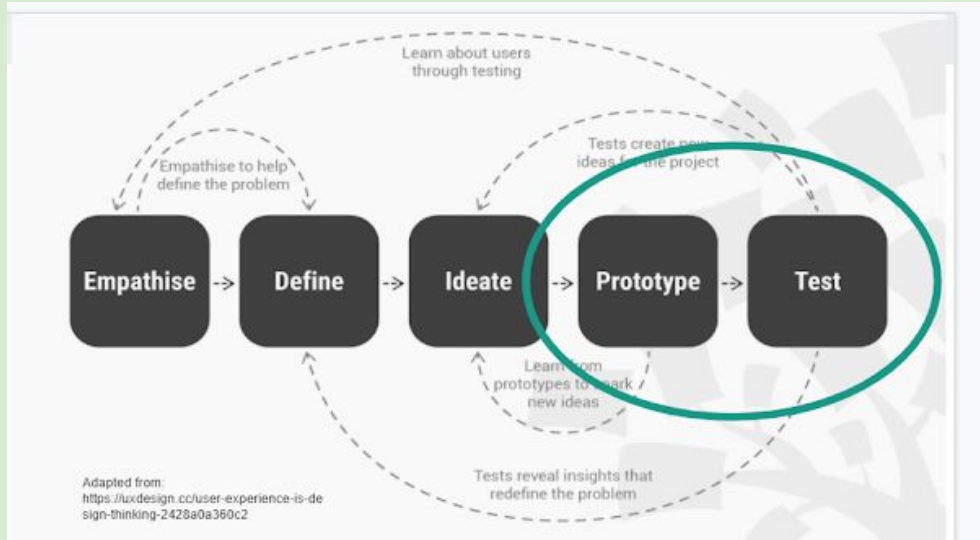 Learn about users
through testing
Tests create new
ideas for the project
Empathise to help
define the problem
Empathise
Define
Ideate
Prototype
Test
Learn from
prototypes to spark
new ideas
Tests reveal insights that
redefine the problem
Adapted from:
https://uxdesign.cc/user-experience-is-de
sign-thinking-2428a0a360c2